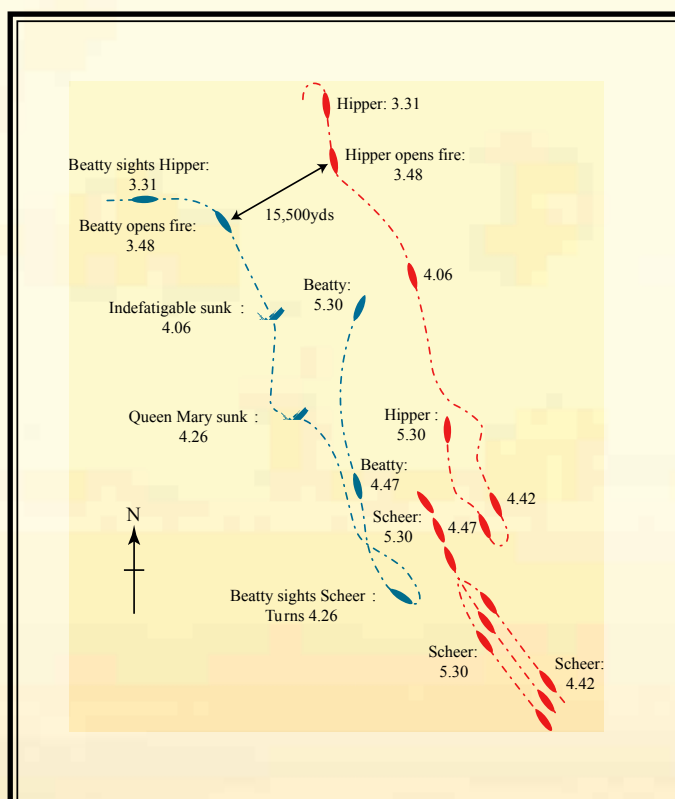 Hipper: 3.31
Hipper opens fire:
3.48
Beatty sights Hipper:
3.31
15,500yds
Beatty opens fire:
3.48
4.06
Beatty:
5.30
Indefatigable sunk :
4.06
Queen Mary sunk :
4.26
Hipper :
5.30
Beatty:
4.47
4.42
Scheer:
5.30
4.47
N
Beatty sights Scheer :
Turns 4.26
Scheer:
5.30
Scheer:
4.42